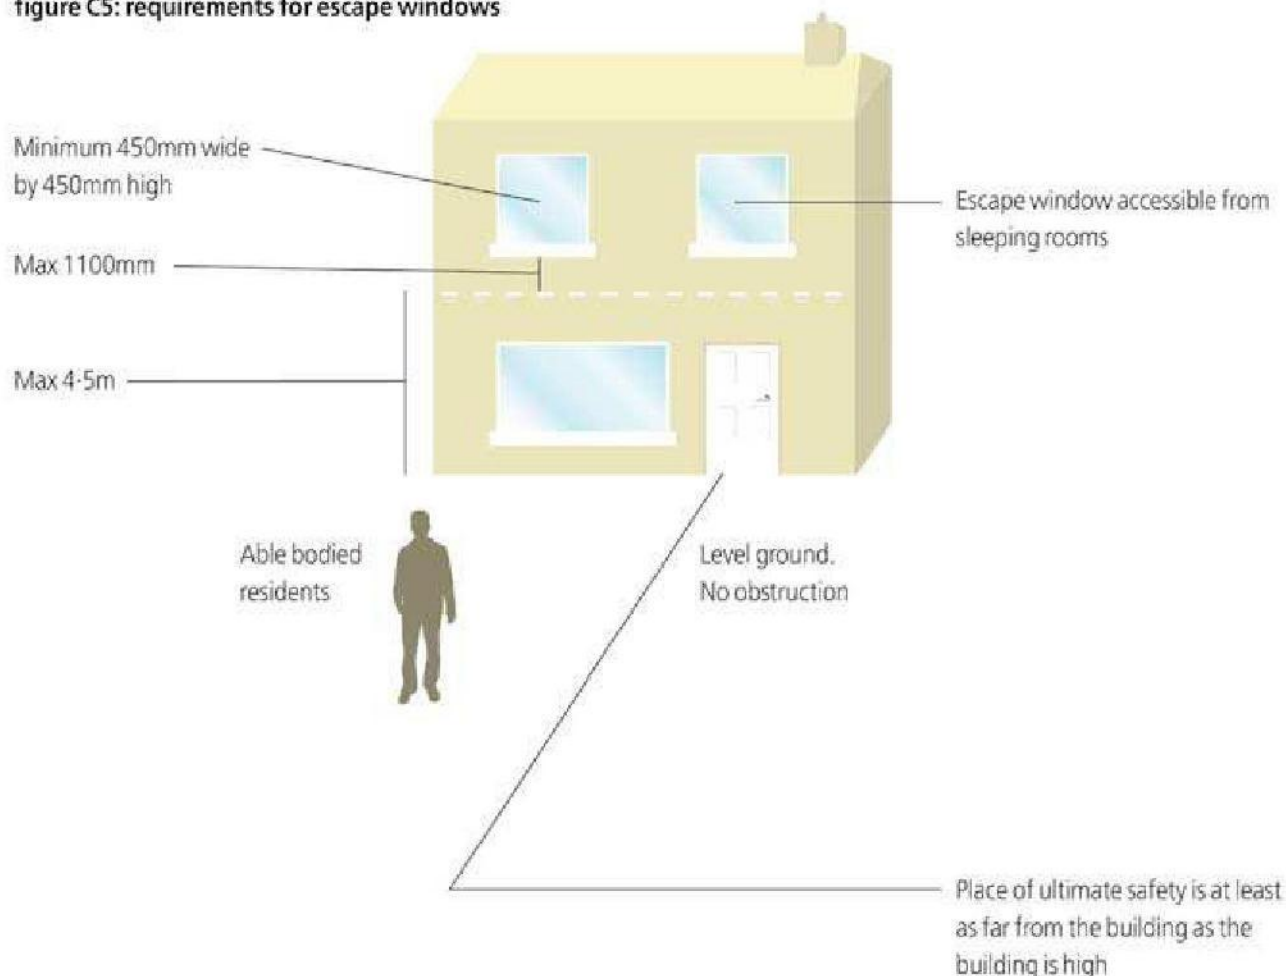 figure C5: requirements for escape windows
Minimum 450mm wide
by 450mm high
Escape window accessible from
sleeping rooms
Max 1100mm
Max 4·5m
Able bodied
residents
Level ground.
No obstruction
Place of ultimate safety is at least
as far from the building as the
building is high